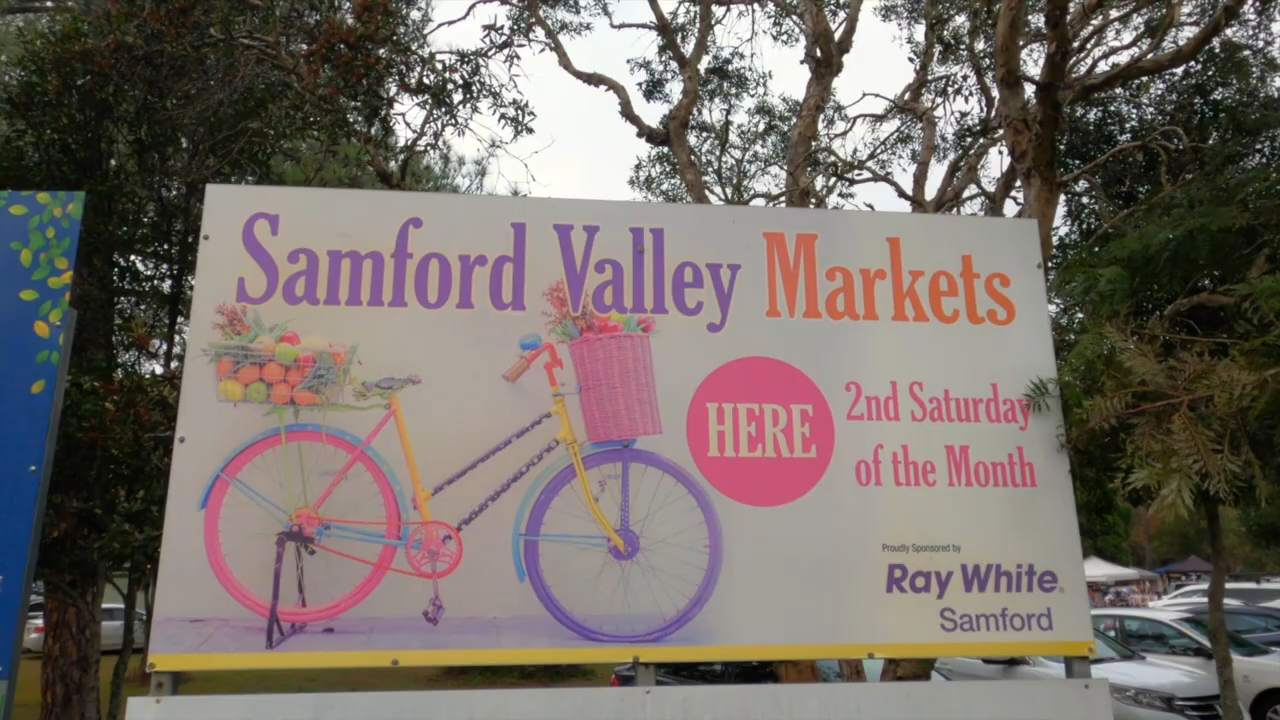 Samford Valley Markets
HERE
2nd Saturday
of the Month
Proudly Sponsored by
Ray White.
Samford